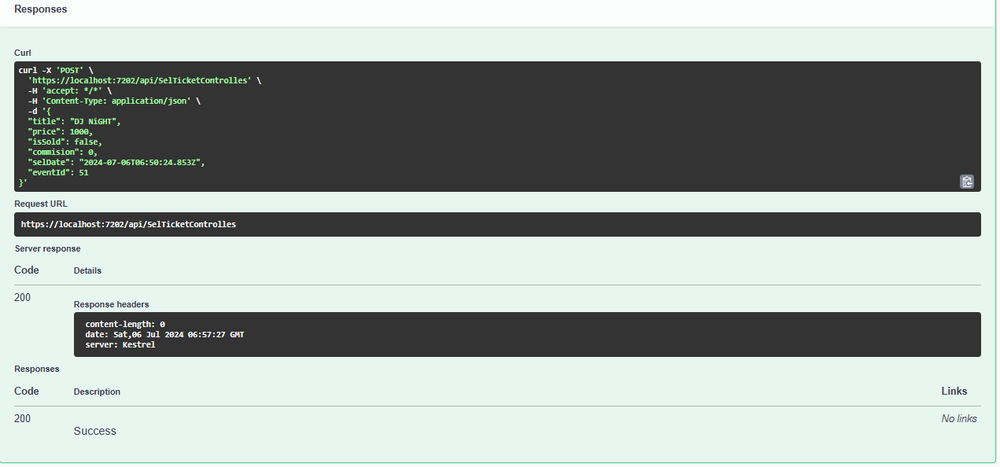 Responses
Curl
curl -X 'POST' \
'https://localhost:7202/api/SelTicketControlles' \
-H 'accept: */*' \
-H 'Content-Type: application/json' \
-d '{
"title": "DJ NiGHT",
"price": 1000,
"isSold": false,
"commision": 0,
"selDate": "2024-07-06T06:50:24.853Z",
"eventId": 51
}'
Request URL
https://localhost:7202/api/SelTicketControlles
Server response
Code Details
200
Response headers
content-length: 0
date: Sat,06 Jul 2024 06:57:27 GMT
server: Kestrel
Responses
Code Description Links
200 No links
Success